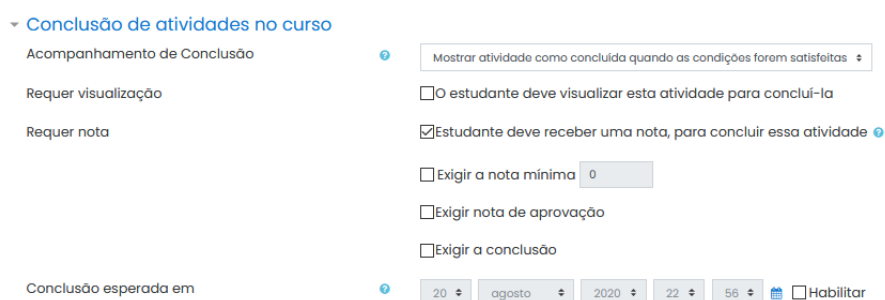 Conclusão de atividades no curso
Acompanhamento de Conclusão
Mostrar atividade como concluída quando as condições forem satisfeitas
Requer visualização
O estudante deve visualizar esta atividade para concluí-la
Requer nota
Estudante deve receber uma nota, para concluir essa atividade
Exigir a nota mínima 0
Exigir nota de aprovação
Exigir a conclusão
Conclusão esperada em
20 agosto 2020 22 56 Habilitar